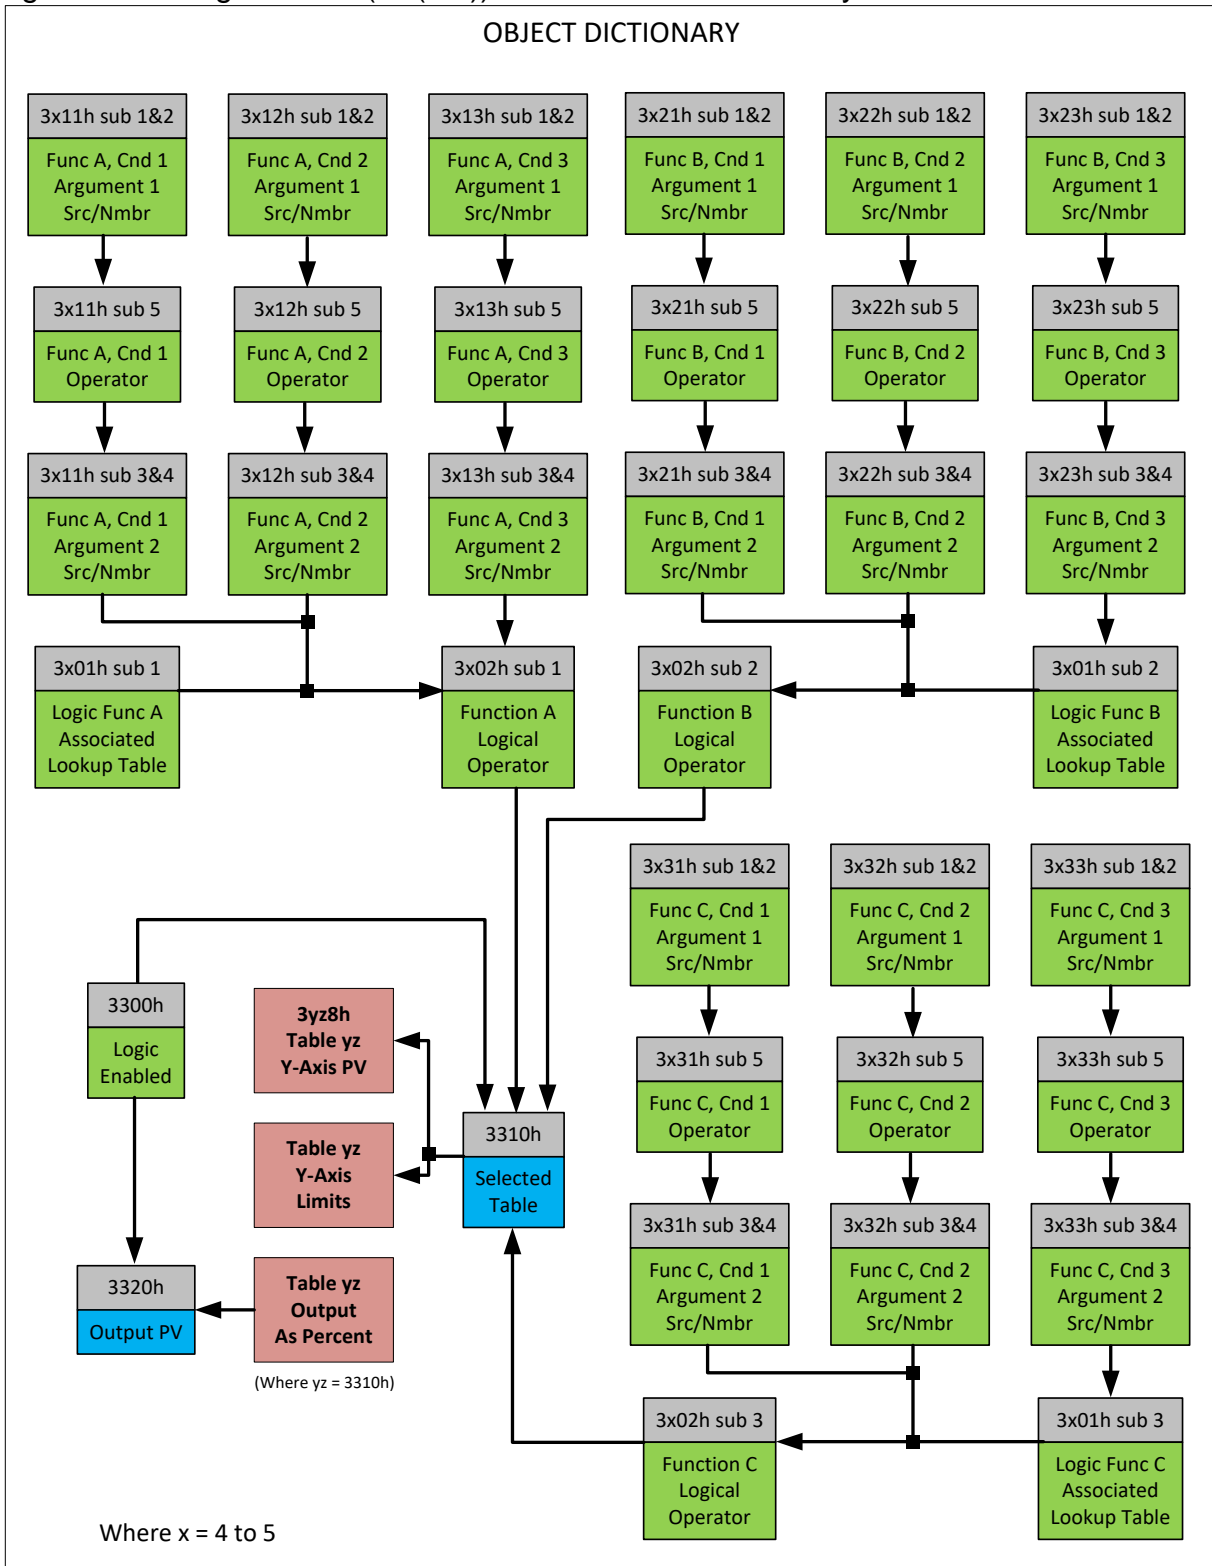 OBJECT DICTIONARY
3x11h sub 1&2
Func A, Cnd 1
Argument 1
Src/Nmbr
3x12h sub 1&2
Func A, Cnd 2
Argument 1
Src/Nmbr
3x13h sub 1&2
Func A, Cnd 3
Argument 1
Src/Nmbr
3x21h sub 1&2
Func B, Cnd 1
Argument 1
Src/Nmbr
3x22h sub 1&2
Func B, Cnd 2
Argument 1
Src/Nmbr
3x23h sub 1&2
Func B, Cnd 3
Argument 1
Src/Nmbr
3x11h sub 5
Func A, Cnd 1
Operator
3x12h sub 5
Func A, Cnd 2
Operator
3x13h sub 5
Func A, Cnd 3
Operator
3x21h sub 5
Func B, Cnd 1
Operator
3x22h sub 5
Func B, Cnd 2
Operator
3x23h sub 5
Func B, Cnd 3
Operator
3x11h sub 3&4
Func A, Cnd 1
Argument 2
Src/Nmbr
3x12h sub 3&4
Func A, Cnd 2
Argument 2
Src/Nmbr
3x13h sub 3&4
Func A, Cnd 3
Argument 2
Src/Nmbr
3x21h sub 3&4
Func B, Cnd 1
Argument 2
Src/Nmbr
3x22h sub 3&4
Func B, Cnd 2
Argument 2
Src/Nmbr
3x23h sub 3&4
Func B, Cnd 3
Argument 2
Src/Nmbr
3x01h sub 1
Logic Func A
Associated
Lookup Table
3x02h sub 1
Function A
Logical
Operator
3x02h sub 2
Function B
Logical
Operator
3x01h sub 2
Logic Func B
Associated
Lookup Table
3x31h sub 1&2
Func C, Cnd 1
Argument 1
Src/Nmbr
3x32h sub 1&2
Func C, Cnd 2
Argument 1
Src/Nmbr
3x33h sub 1&2
Func C, Cnd 3
Argument 1
Src/Nmbr
3300h
Logic
Enabled
3yz8h
Table yz
Y-Axis PV
3x31h sub 5
Func C, Cnd 1
Operator
3x32h sub 5
Func C, Cnd 2
Operator
3x33h sub 5
Func C, Cnd 3
Operator
Table yz
Y-Axis
Limits
3310h
Selected
Table
3x31h sub 3&4
Func C, Cnd 1
Argument 2
Src/Nmbr
3x32h sub 3&4
Func C, Cnd 2
Argument 2
Src/Nmbr
3x33h sub 3&4
Func C, Cnd 3
Argument 2
Src/Nmbr
3320h
Output PV
Table yz
Output
As Percent
(Where yz = 3310h)
3x02h sub 3
Function C
Logical
Operator
3x01h sub 3
Logic Func C
Associated
Lookup Table
Where x = 4 to 5